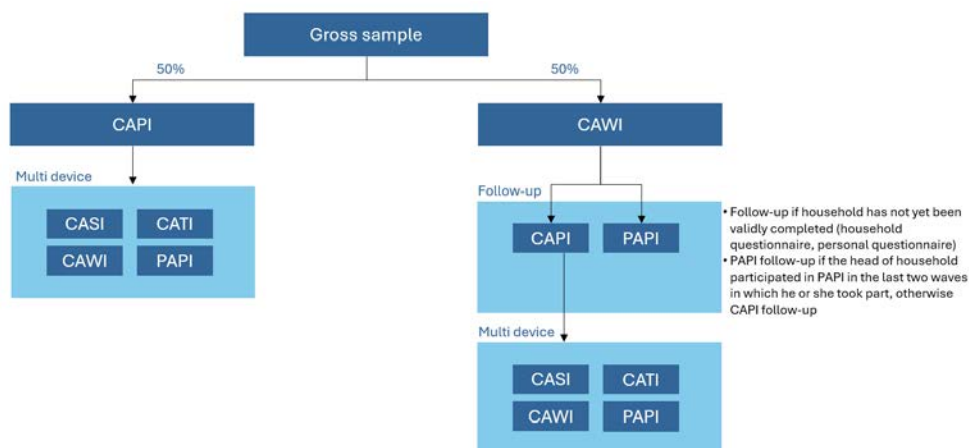 Gross sample
50%
50%
CAPI
CAWI
Multi device
CASI
CATI
CAWI
PAPI
Follow-up
CAPI
PAPI
• Follow-up if household has not yet been
validly completed (household
questionnaire, personal questionnaire)
• PAPI follow-up if the head of household
participated in PAPI in the last two waves
in which he or she took part, otherwise
CAPI follow-up
Multi device
CASI
CATI
CAWI
PAPI